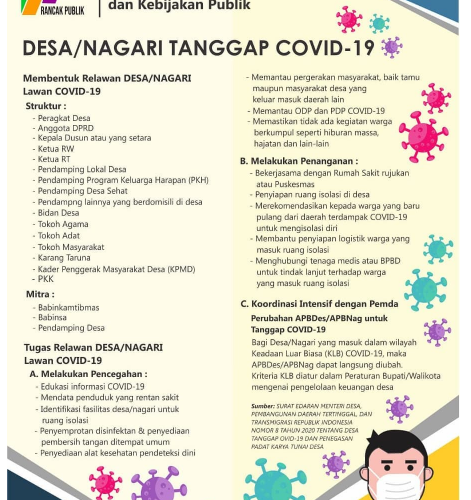 RANCAK PUBLIK
dan Kebijakan Publik
DESA/NAGARI TANGGAP COVID-19
Membentuk Relawan DESA/NAGARI
Lawan COVID-19
Struktur :
- Peragkat Desa
- Anggota DPRD
- Kepala Dusun atau yang setara
- Ketua RW
- Ketua RT
- Pendamping Lokal Desa
- Pendamping Program Keluarga Harapan (PKH)
- Pendamping Desa Sehat
- Pendampng lainnya yang berdomisili di desa
- Bidan Desa
- Tokoh Agama
- Tokoh Adat
- Tokoh Masyarakat
- Karang Taruna
- Kader Penggerak Masyarakat Desa (KPMD)
- PKK
Mitra :
- Babinkamtibmas
- Babinsa
- Pendamping Desa
Tugas Relawan DESA/NAGARI
Lawan COVID-19
A. Melakukan Pencegahan :
- Edukasi informasi COVID-19
- Mendata penduduk yang rentan sakit
- Identifikasi fasilitas desa/nagari untuk
ruang isolasi
- Penyemprotan disinfektan & penyediaan
pembersih tangan ditempat umum
- Penyediaan alat kesehatan pendeteksi dini
- Memantau pergerakan masyarakat, baik tamu
maupun masyarakat desa yang
keluar masuk daerah lain
- Memantau ODP dan PDP COVID-19
- Memastikan tidak ada kegiatan warga
berkumpul seperti hiburan massa,
hajatan dan lain-lain
B. Melakukan Penanganan :
- Bekerjasama dengan Rumah Sakit rujukan
atau Puskesmas
- Penyiapan ruang isolasi di desa
- Merekomendasikan kepada warga yang baru
pulang dari daerah terdampak COVID-19
untuk mengisolasi diri
- Membantu penyiapan logistik warga yang
masuk ruang isolasi
- Menghubungi tenaga medis atau BPBD
untuk tindak lanjut terhadap warga
yang masuk ruang isolasi
C. Koordinasi Intensif dengan Pemda
Perubahan APBDes/APBNag untuk
Tanggap COVID-19
Bagi Desa/Nagari yang masuk dalam wilayah
Keadaan Luar Biasa (KLB) COVID-19, maka
APBDes/APBNag dapat langsung diubah.
Kriteria KLB diatur dalam Peraturan Bupati/Walikota
mengenai pengelolaan keuangan desa
Sumber: SURAT EDARAN MENTERI DESA,
PEMBANGUNAN DAERAH TERTINGGAL, DAN
TRANSMIGRASI REPUBLIK INDONESIA
NOMOR 8 TAHUN 2020 TENTANG DESA
TANGGAP OVID-19 DAN PENEGASAN
PADAT KARYA TUNAI DESA